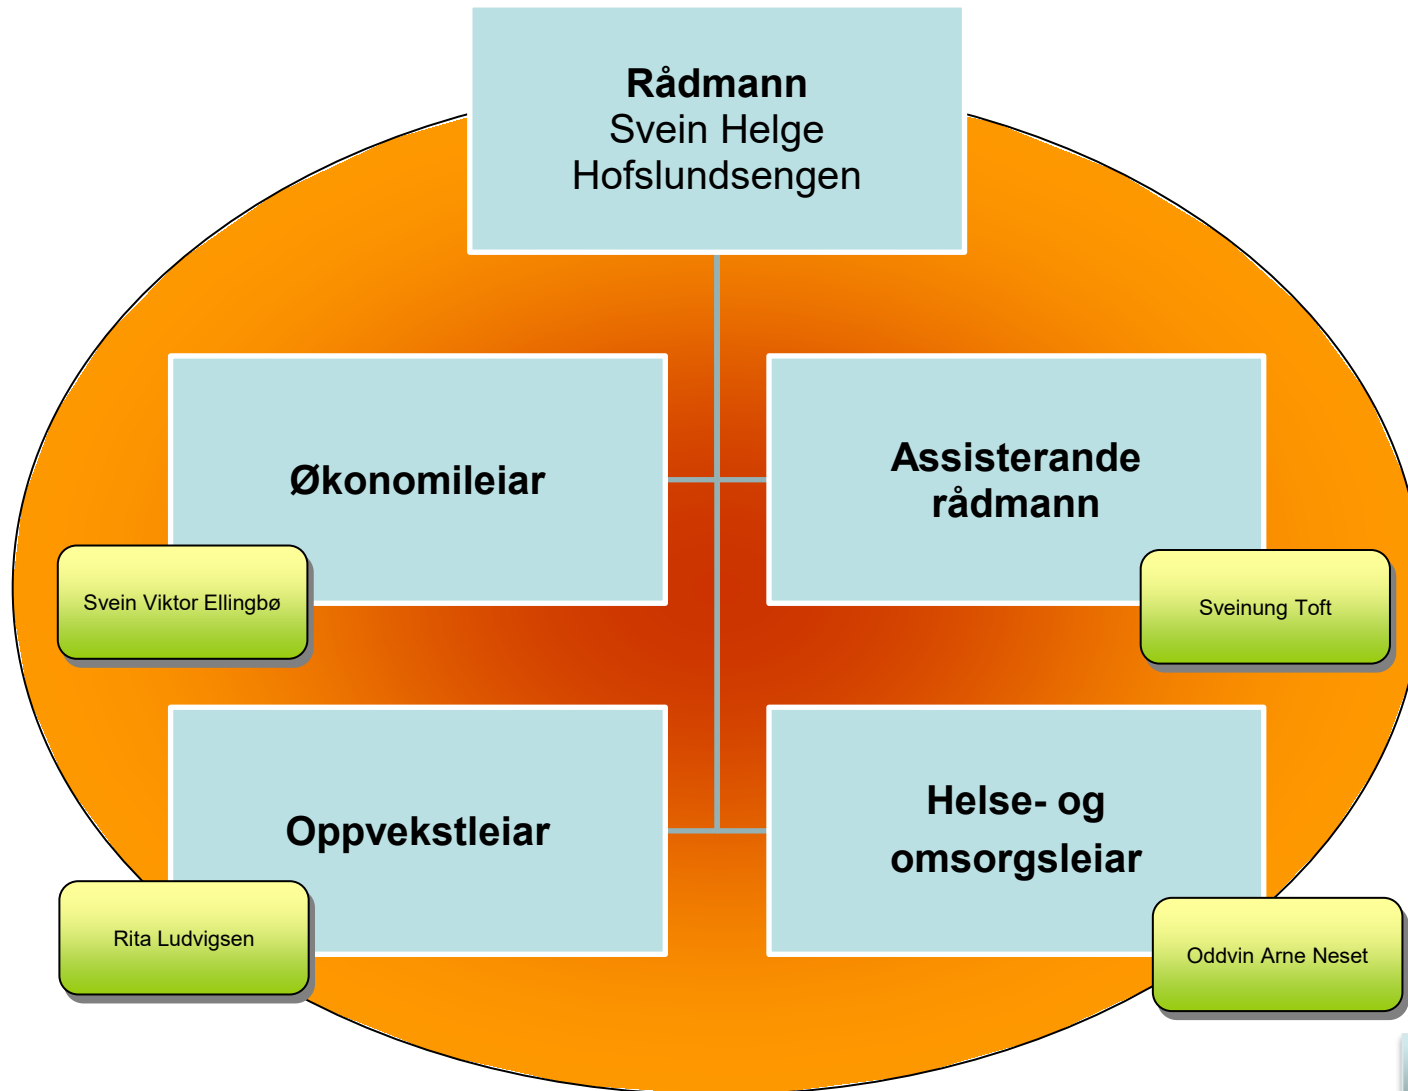 Rådmann
Svein Helge
Hofslundsengen
Økonomileiar
Svein Viktor Ellingbø
Assisterande
rådmann
Sveinung Toft
Oppvekstleiar
Rita Ludvigsen
Helse- og
omsorgsleiar
Oddvin Arne Neset